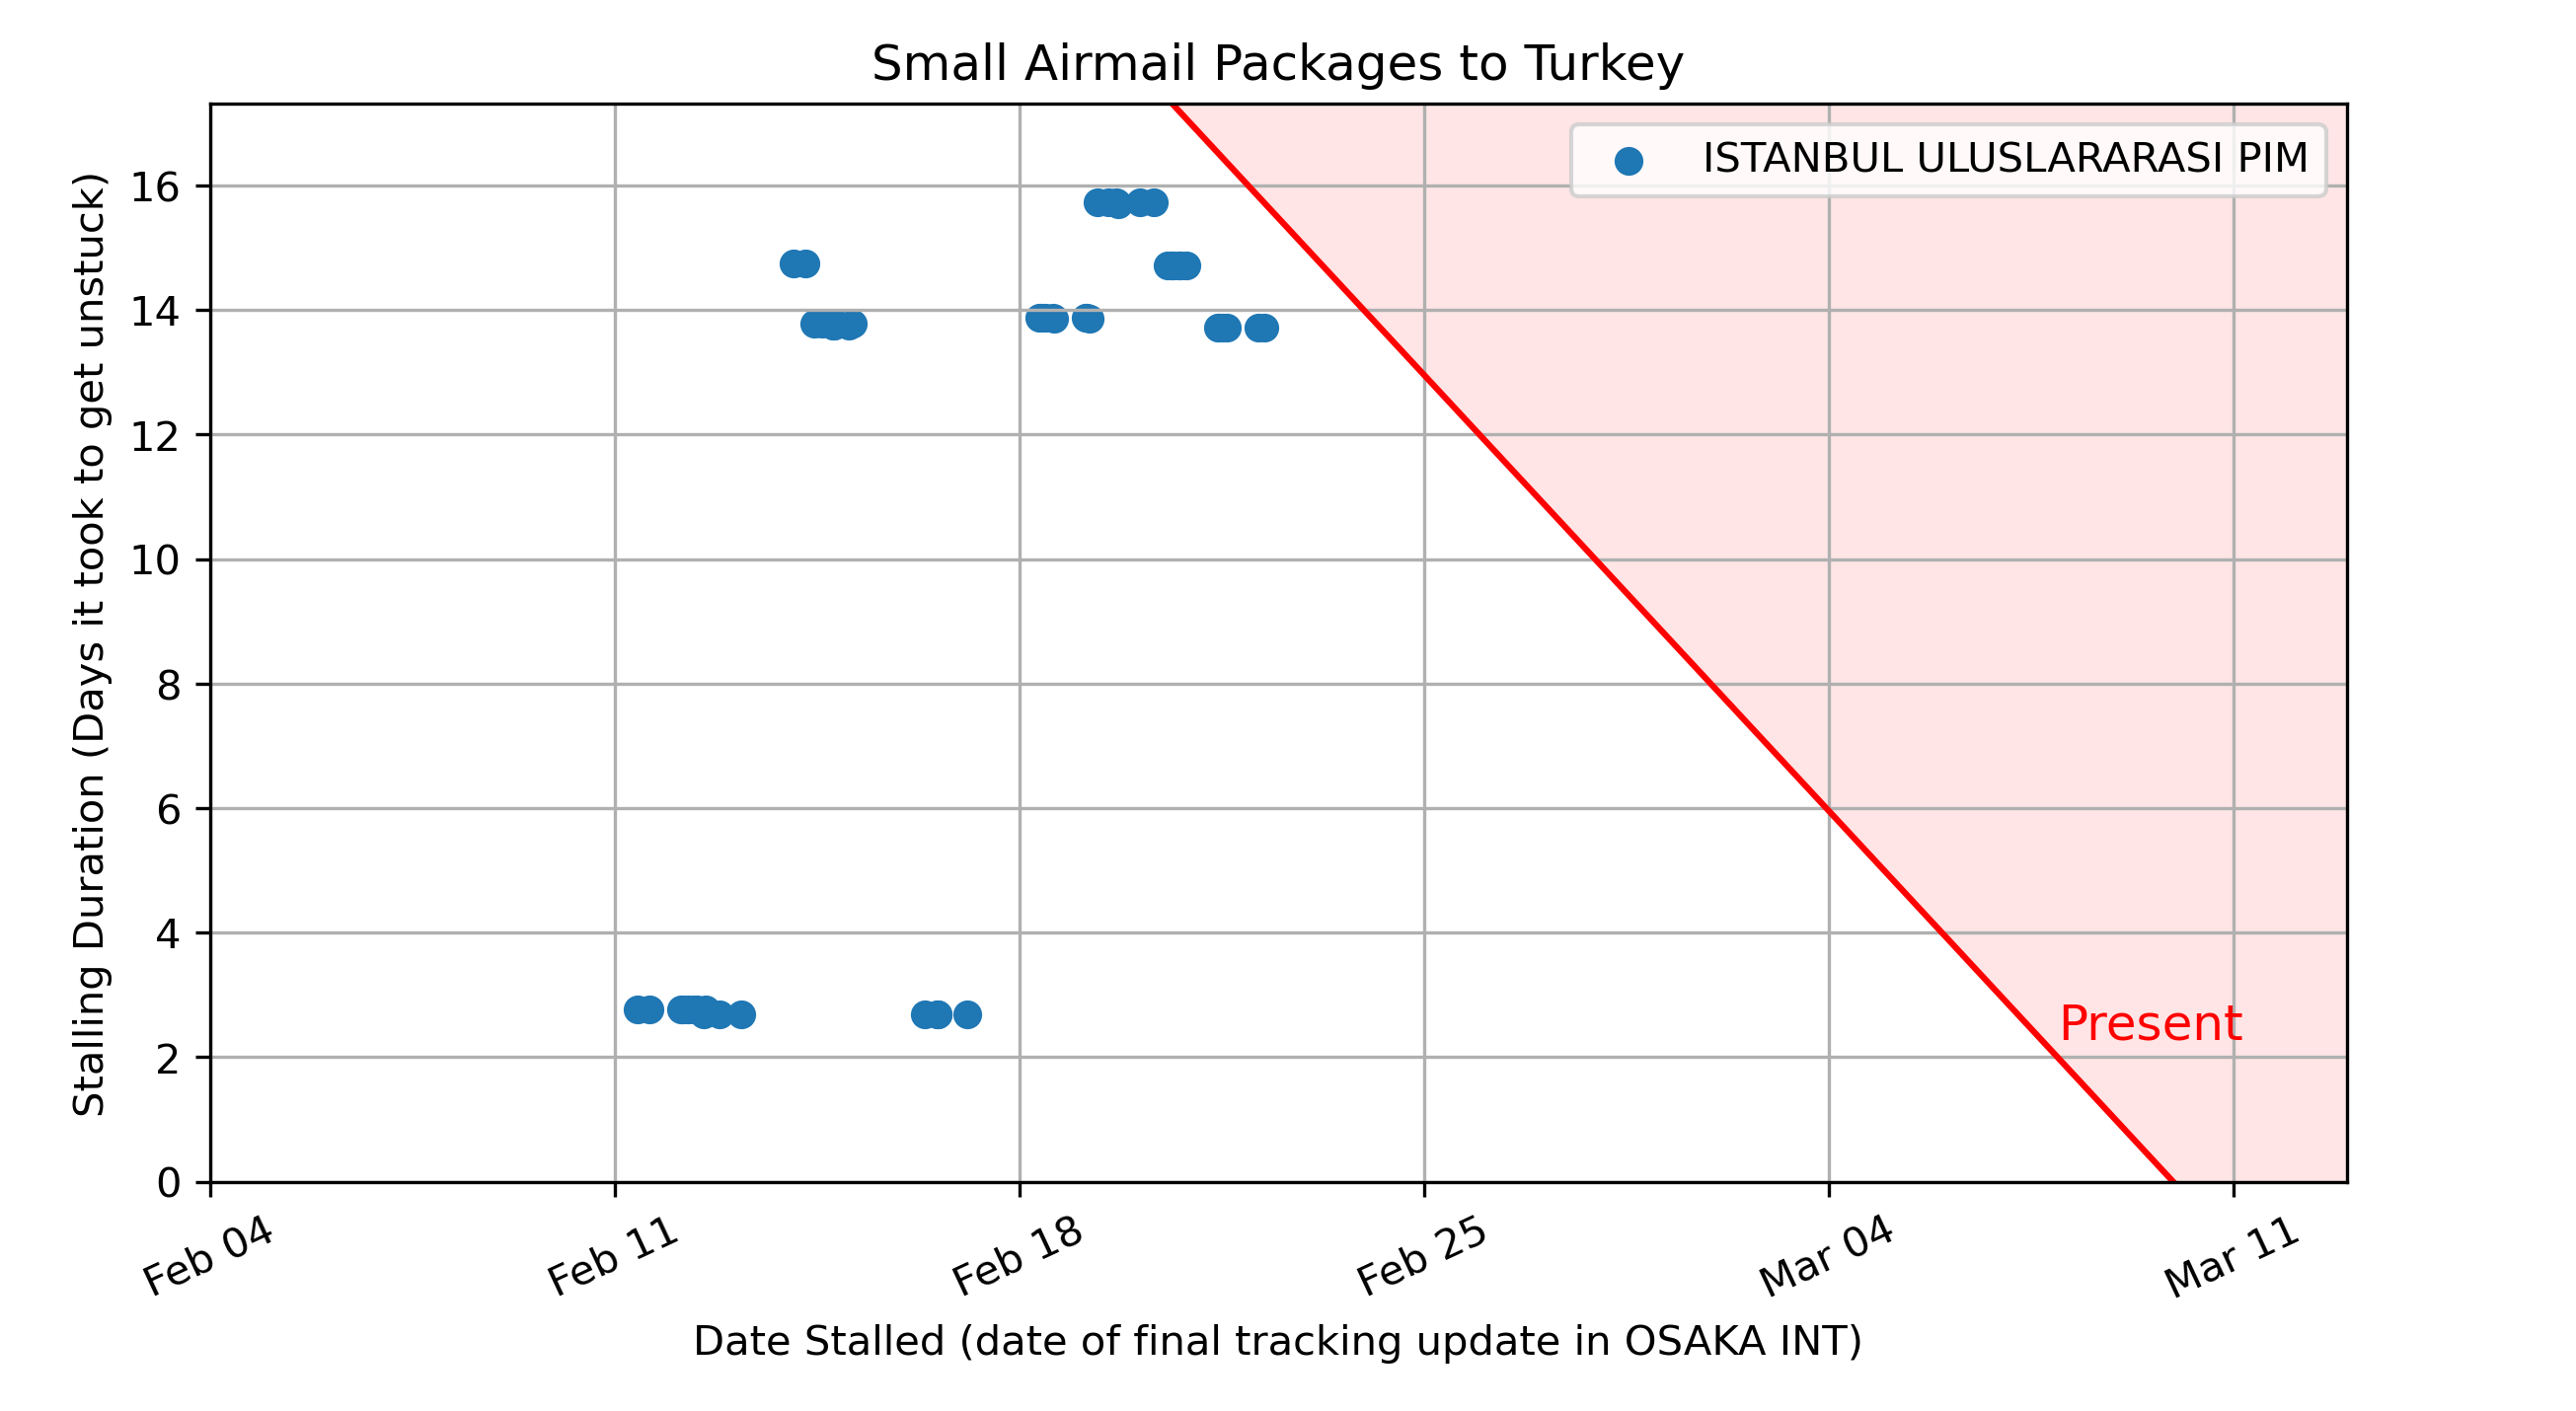 Small Airmail Packages to Turkey
ISTANBUL ULUSLARARASI PIM
Stalling Duration (Days it took to get unstuck)
16
14
12
10
8
6
4
2
0
Present
Feb 04
Feb 11
Feb 18
Feb 25
Mar 04
Mar 11
Date Stalled (date of final tracking update in OSAKA INT)